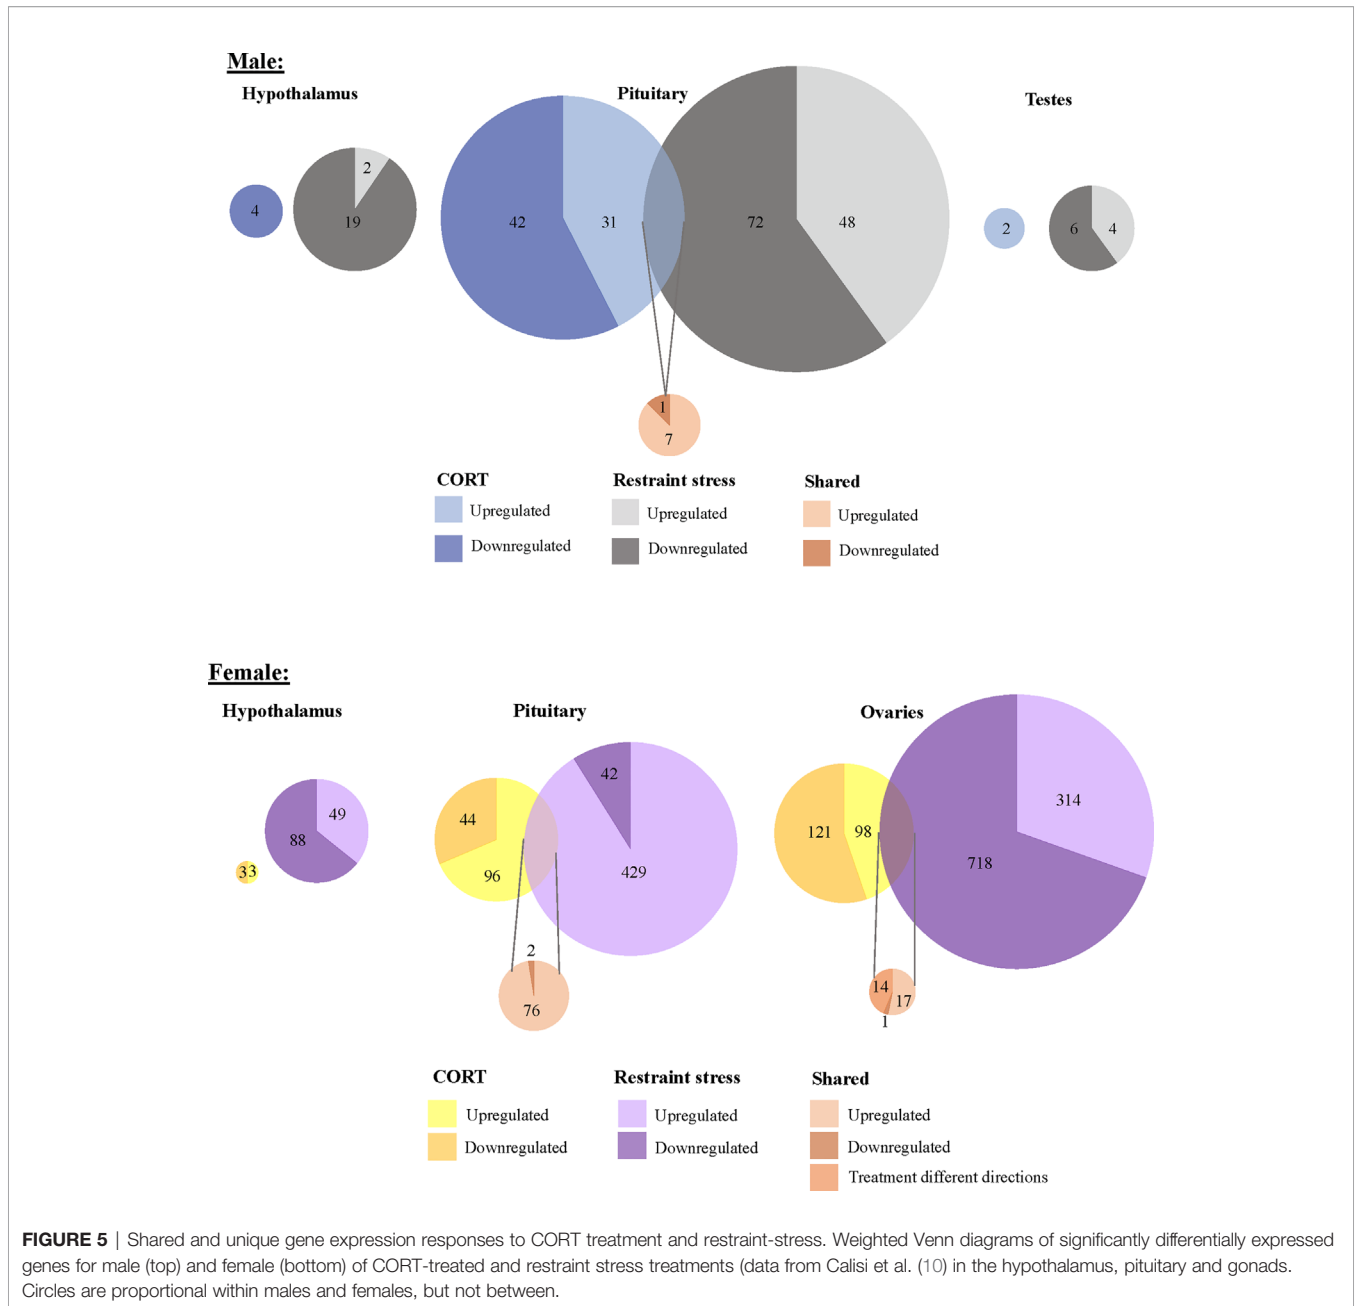 Male:
Hypothalamus
Pituitary
Testes
4
2
19
42
31
72
48
2
6
4
1
7
CORT
Upregulated
Downregulated
Restraint stress
Upregulated
Downregulated
Shared
Upregulated
Downregulated
Female:
Hypothalamus
Pituitary
Ovaries
3 3
49
88
44
96
42
429
2
76
121
98
314
718
14
17
1
CORT
Upregulated
Downregulated
Restraint stress
Upregulated
Downregulated
Shared
Upregulated
Downregulated
Treatment different directions
FIGURE 5 | Shared and unique gene expression responses to CORT treatment and restraint-stress. Weighted Venn diagrams of significantly differentially expressed
genes for male (top) and female (bottom) of CORT-treated and restraint stress treatments (data from Calisi et al. (10) in the hypothalamus, pituitary and gonads.
Circles are proportional within males and females, but not between.